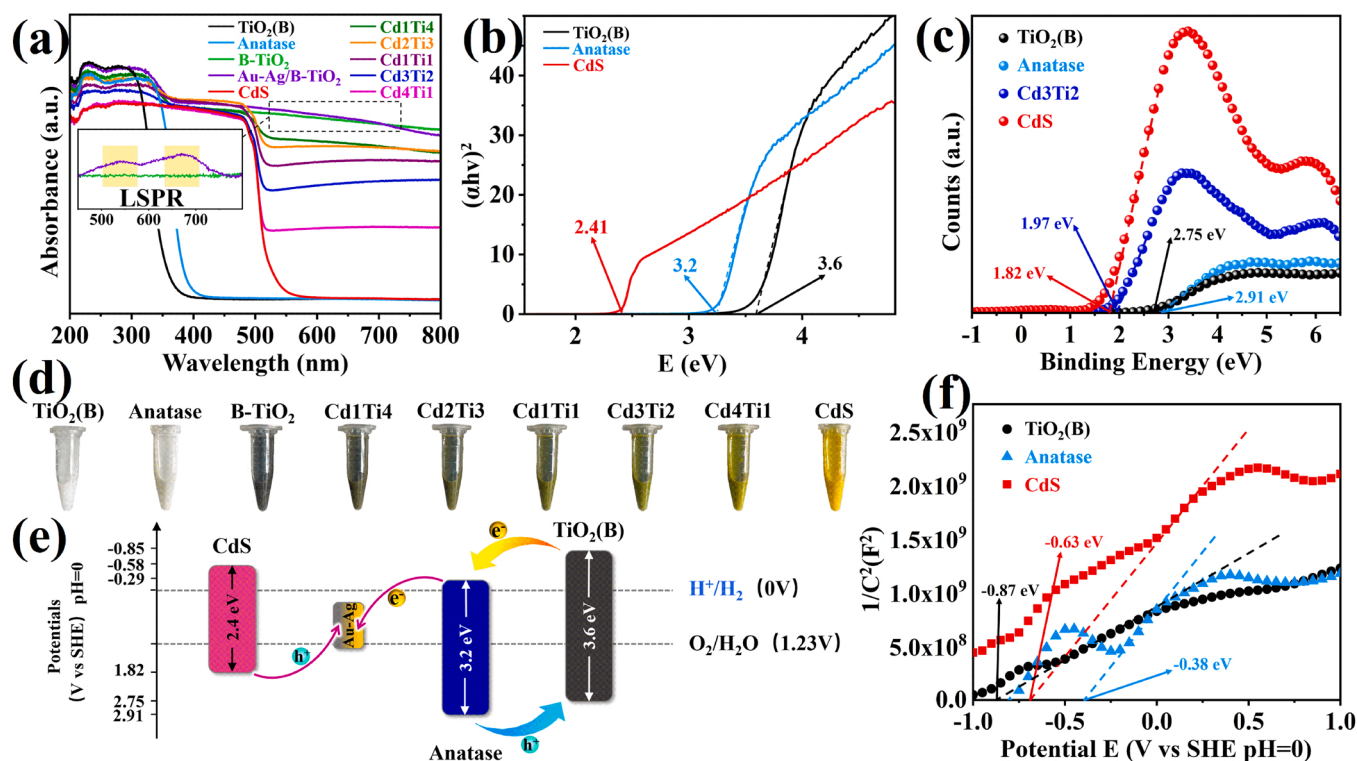 (a)
TiO2(B)
Anatase
B-TiO2
Au-Ag/B-TiO2
CdS
Cd1Ti4
Cd2Ti3
Cd1Ti1
Cd3Ti2
Cd4Ti1
Absorbance (a.u.)
LSPR
500 600 700
200 300 400 500 600 700 800
Wavelength (nm)
(b)
TiO2(B)
Anatase
CdS
(αhv)²
50
40
30
20
10
0
2.41
3.2
3.6
2 3 4
E (eV)
(c)
TiO2(B)
Anatase
Cd3Ti2
CdS
Counts (a.u.)
1.97 eV
2.75 eV
1.82 eV
2.91 eV
-1 0 1 2 3 4 5 6
Binding Energy (eV)
(d)
TiO2(B) Anatase B-TiO2 Cd1Ti4 Cd2Ti3 Cd1Ti1 Cd3Ti2 Cd4Ti1 CdS
(e)
Potentials
(V vs SHE) pH=0
-0.85
-0.58
-0.29
1.82
2.75
2.91
CdS
2.4 eV
h+
Au-Ag
e-
3.2 eV
Anatase
e-
h+
TiO2(B)
3.6 eV
H+/H2 (0V)
O2/H2O (1.23V)
(f)
TiO2(B)
Anatase
CdS
1/C²(F²)
2.5x10⁹
2.0x10⁹
1.5x10⁹
1.0x10⁹
5.0x10⁸
0.0
-0.63 eV
-0.87 eV
-0.38 eV
-1.0 -0.5 0.0 0.5 1.0
Potential E (V vs SHE pH=0)